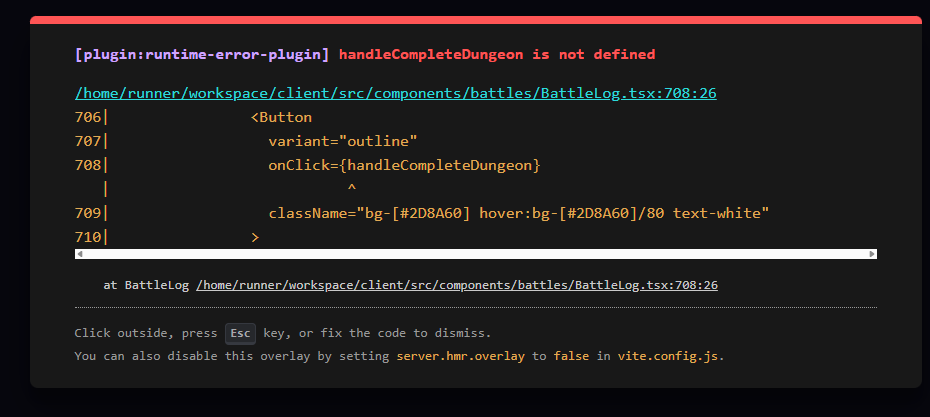 [plugin:runtime-error-plugin] handleCompleteDungeon is not defined
/home/runner/workspace/client/src/components/battles/BattleLog.tsx:708:26
706|                 <Button
707|                   variant="outline"
708|                   onClick={handleCompleteDungeon}
   |                            ^
709|                   className="bg-[#2D8A60] hover:bg-[#2D8A60]/80 text-white"
710|                 >
at BattleLog /home/runner/workspace/client/src/components/battles/BattleLog.tsx:708:26
Click outside, press Esc key, or fix the code to dismiss.
You can also disable this overlay by setting server.hmr.overlay to false in vite.config.js.